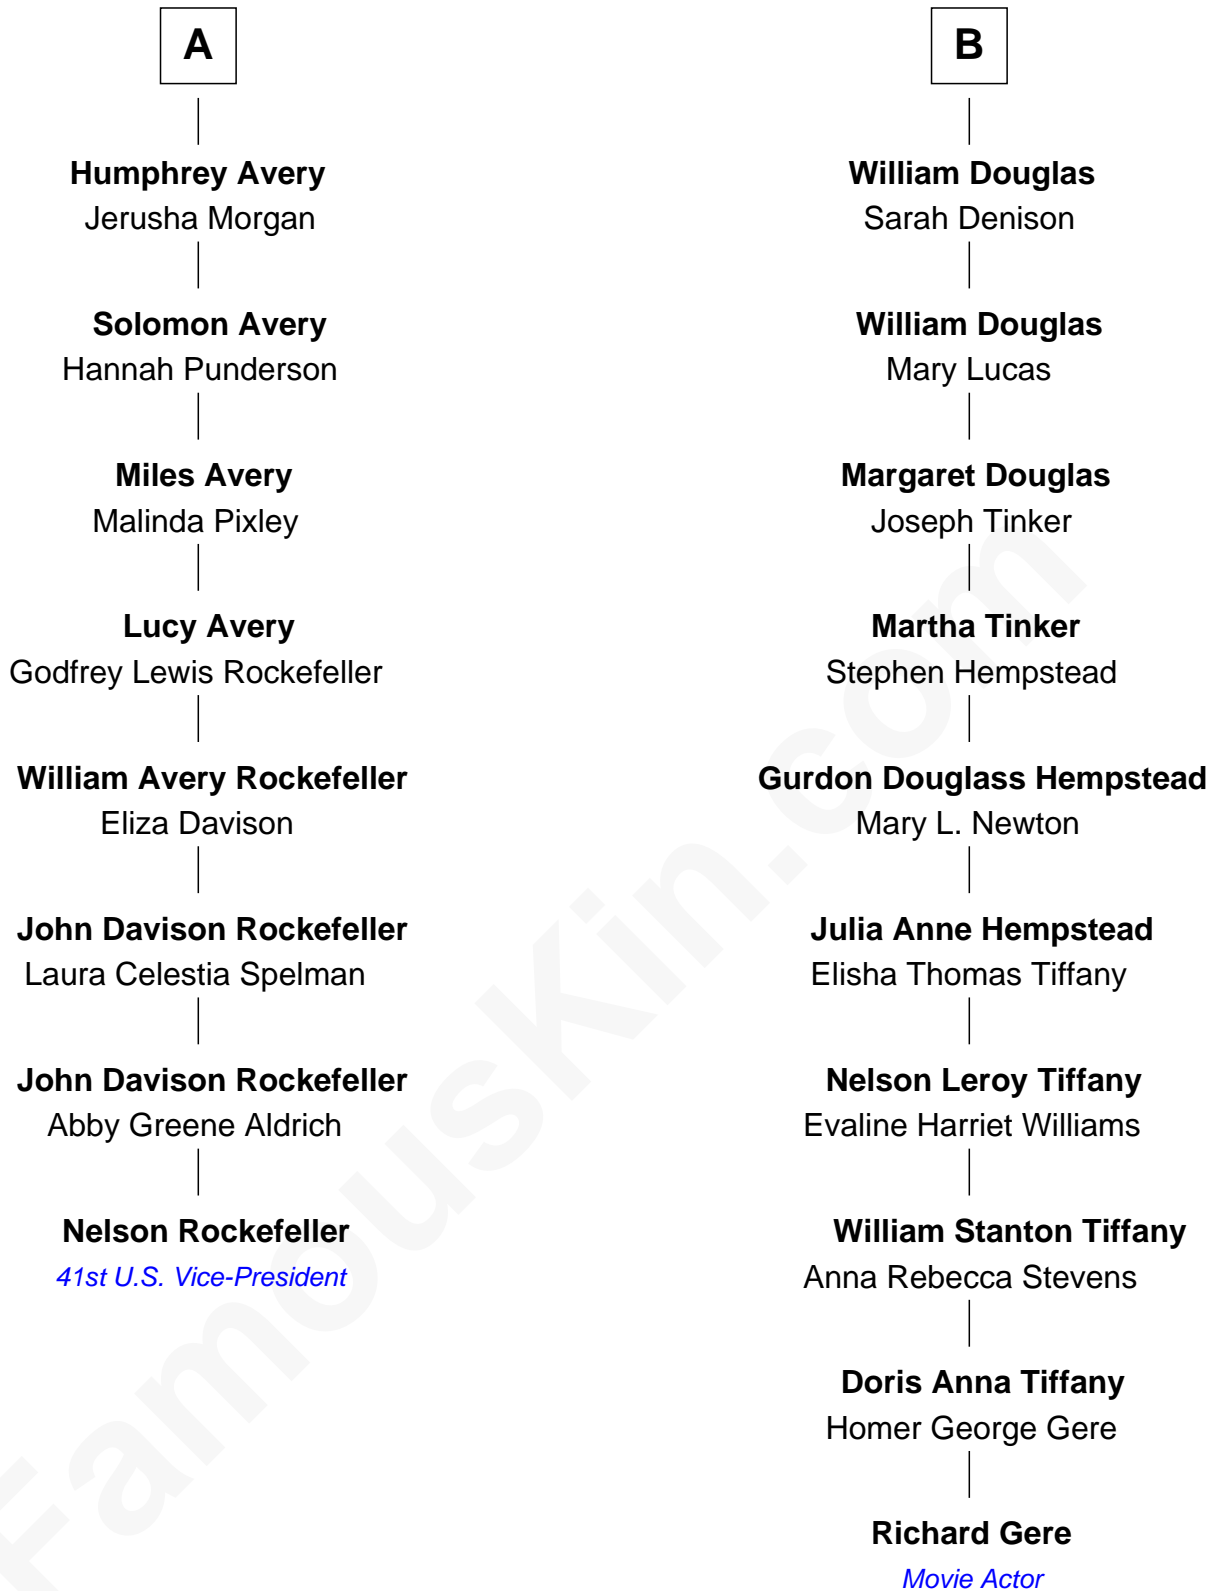 A
Humphrey Avery
Jerusha Morgan
Solomon Avery
Hannah Punderson
Miles Avery
Malinda Pixley
Lucy Avery
Godfrey Lewis Rockefeller
William Avery Rockefeller
Eliza Davison
John Davison Rockefeller
Laura Celestia Spelman
John Davison Rockefeller
Abby Greene Aldrich
Nelson Rockefeller
41st U.S. Vice-President
B
William Douglas
Sarah Denison
William Douglas
Mary Lucas
Margaret Douglas
Joseph Tinker
Martha Tinker
Stephen Hempstead
Gurdon Douglass Hempstead
Mary L. Newton
Julia Anne Hempstead
Elisha Thomas Tiffany
Nelson Leroy Tiffany
Evaline Harriet Williams
William Stanton Tiffany
Anna Rebecca Stevens
Doris Anna Tiffany
Homer George Gere
Richard Gere
Movie Actor
FamousKin.com